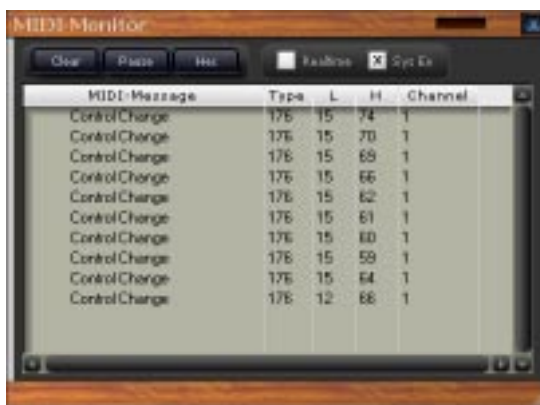 MIDI-Monitor
Clear Pause Hex Realtime X Sys Ex
MIDI-Message Type L H Channel
Control Change 176 15 74 1
Control Change 176 15 70 1
Control Change 176 15 69 1
Control Change 176 15 66 1
Control Change 176 15 62 1
Control Change 176 15 61 1
Control Change 176 15 60 1
Control Change 176 15 59 1
Control Change 176 15 64 1
Control Change 176 12 66 1